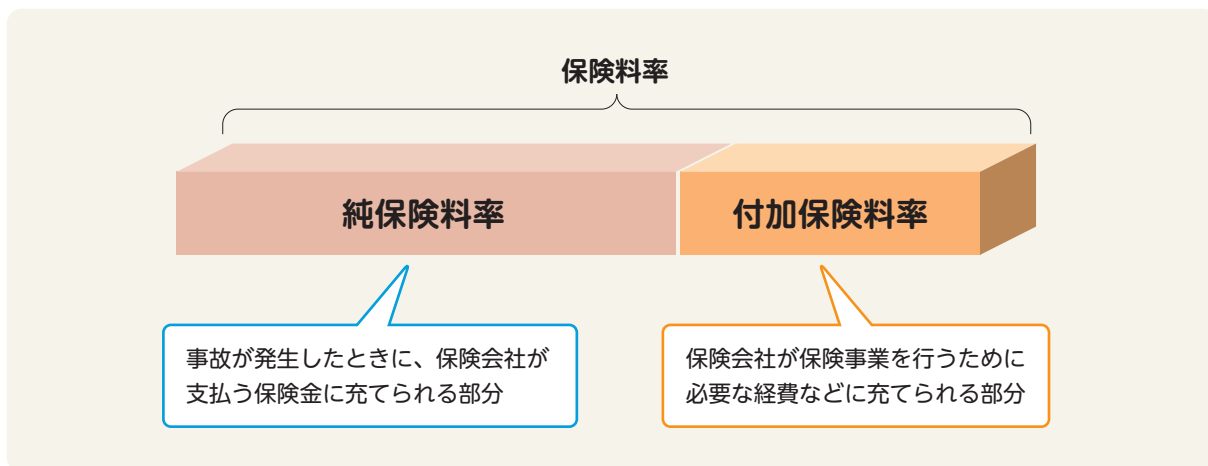 保険料率
純保険料率
付加保険料率
事故が発生したときに、保険会社が
支払う保険金に充てられる部分
保険会社が保険事業を行うために
必要な経費などに充てられる部分